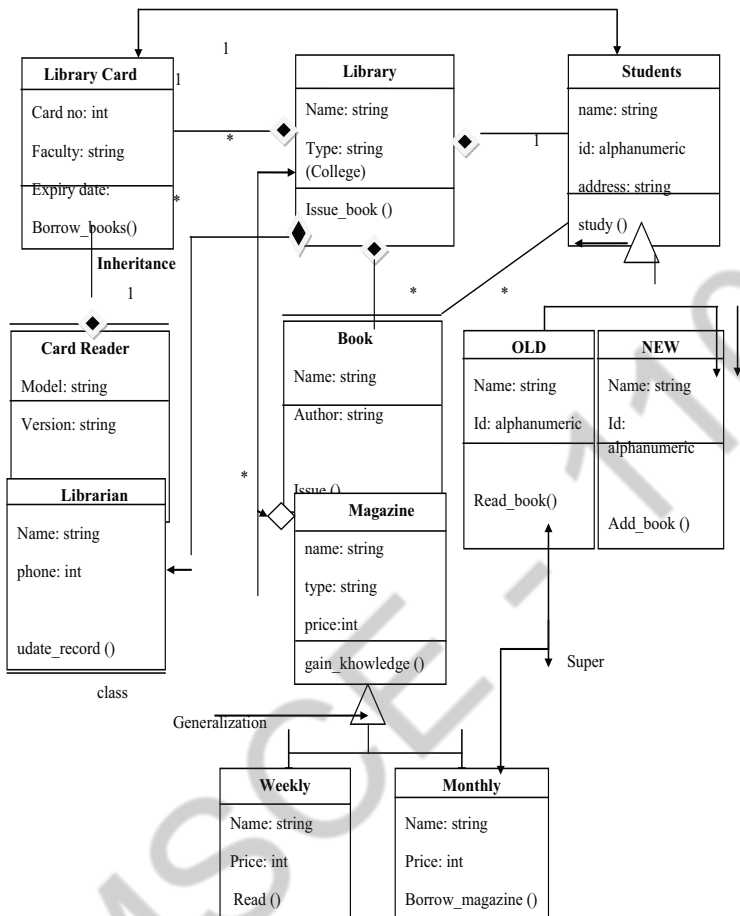 1
Library Card
1
Card no: int
Faculty: string
Expiry date:
Borrow_books()
*
*
Library
Name: string
Type: string
(College)
Issue_book ()
Students
name: string
id: alphanumeric
address: string
study ()
1
Inheritance
1
*
*
Card Reader
Model: string
Version: string
Book
Name: string
Author: string
Issue ()
OLD
Name: string
Id: alphanumeric
Read_book()
NEW
Name: string
Id:
alphanumeric
Add_book ()
*
Librarian
Name: string
phone: int
udate_record ()
class
Magazine
name: string
type: string
price:int
gain_khowledge ()
Super
Generalization
Weekly
Name: string
Price: int
Read ()
Monthly
Name: string
Price: int
Borrow_magazine ()
MSCE - 110